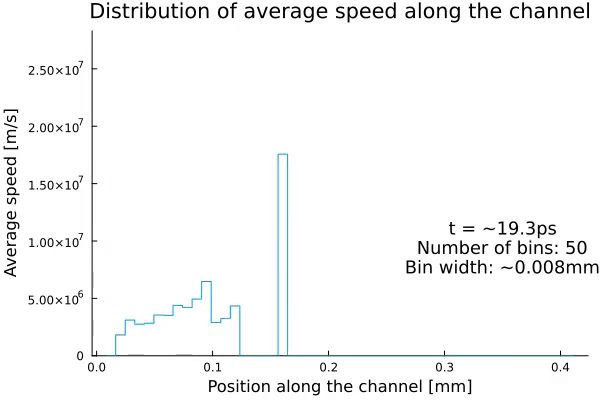 Distribution of average speed along the channel
Average speed [m/s]
2.50×10⁷
2.00×10⁷
1.50×10⁷
1.00×10⁷
5.00×10⁶
0
t = ~19.3ps
Number of bins: 50
Bin width: ~0.008mm
0.0 0.1 0.2 0.3 0.4
Position along the channel [mm]